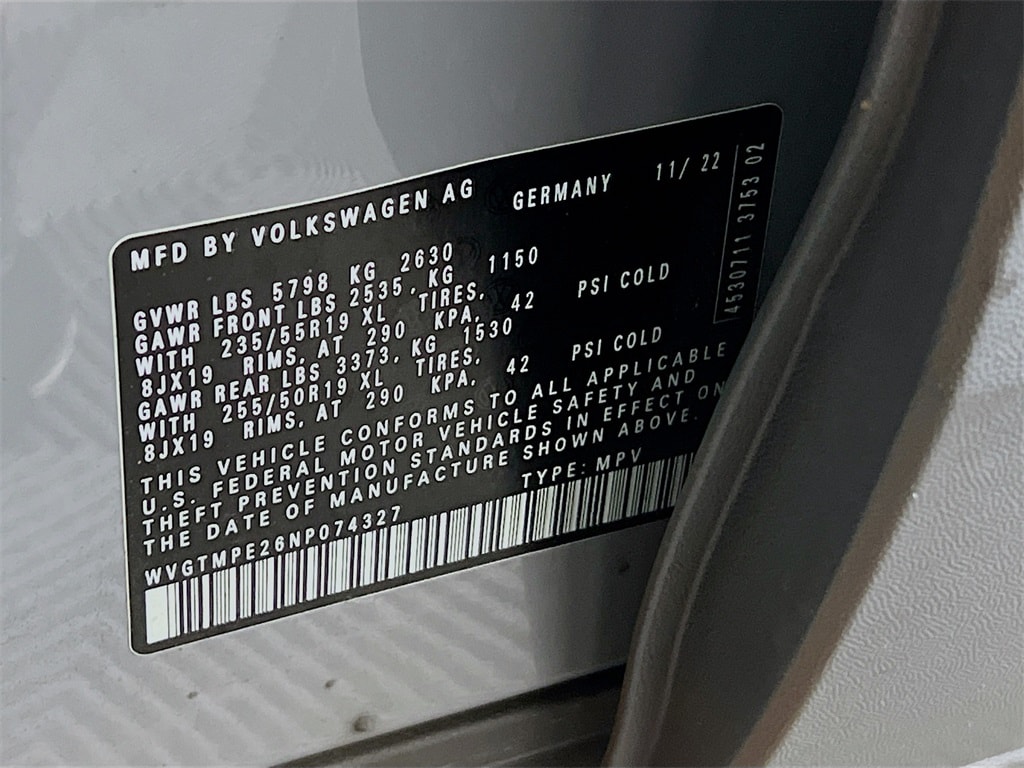 MFD BY VOLKSWAGEN AG GERMANY 11/ 22
GVWR LBS 5798 KG 2630
GAWR FRONT LBS 2535. KG 1150
WITH 235/55R19 XL TIRES.
8JX19 RIMS. AT 290 KPA. 42 PSI COLD
GAWR REAR LBS 3373. KG 1530
WITH 255/50R19 XL TIRES.
8JX19 RIMS. AT 290 KPA. 42 PSI COLD
THIS VEHICLE CONFORMS TO ALL APPLICABLE
U.S. FEDERAL MOTOR VEHICLE SAFETY AND
THEFT PREVENTION STANDARDS IN EFFECT ON
THE DATE OF MANUFACTURE SHOWN ABOVE.
WVGTMPE26NP074327 TYPE: MPV
4530711 3753 02